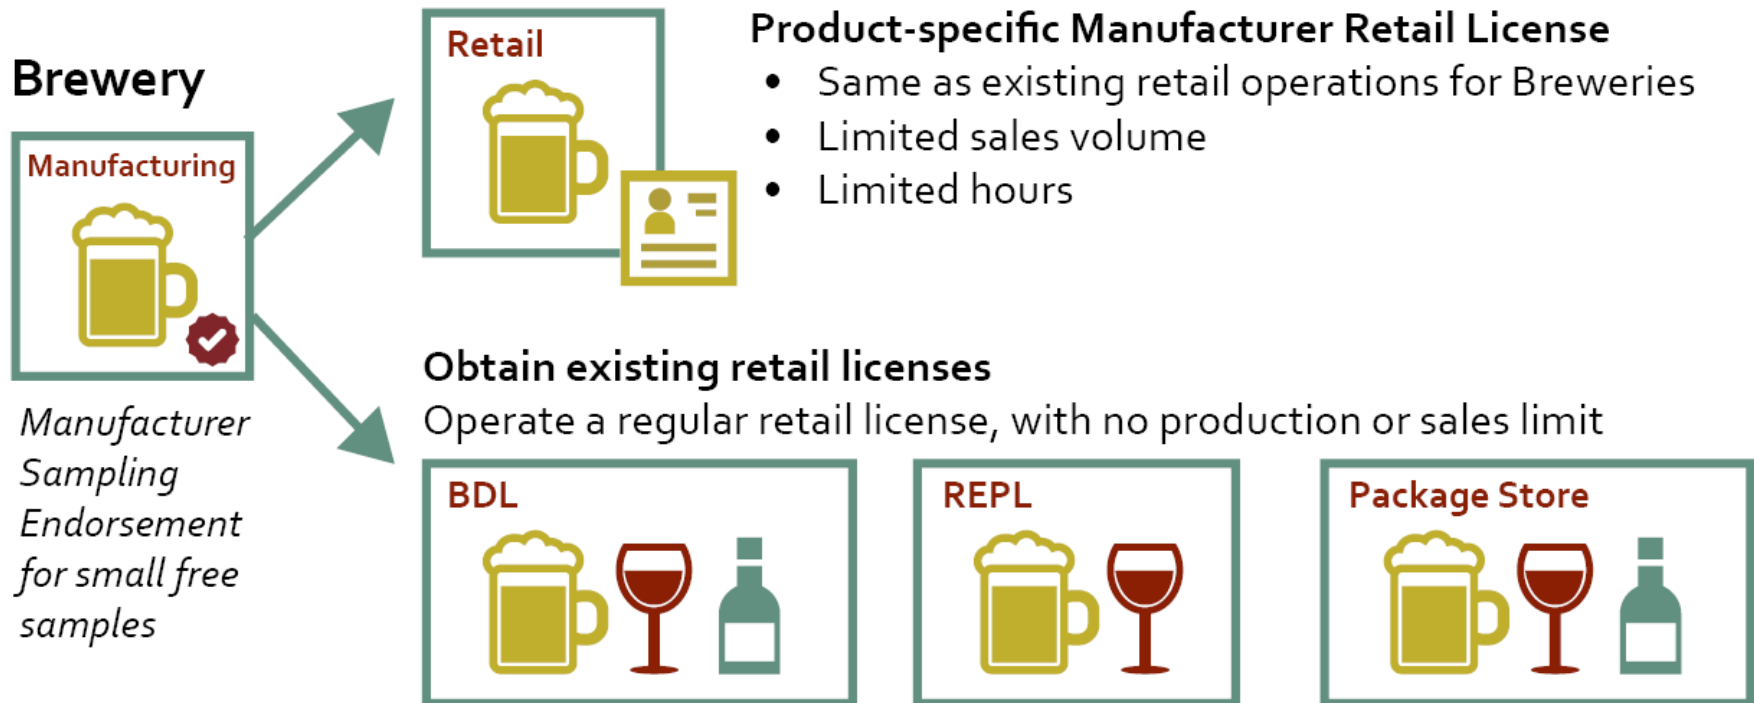 Brewery
Manufacturing
Manufacturer
Sampling
Endorsement
for small free
samples
Retail
Product-specific Manufacturer Retail License
• Same as existing retail operations for Breweries
• Limited sales volume
• Limited hours
Obtain existing retail licenses
Operate a regular retail license, with no production or sales limit
BDL
REPL
Package Store